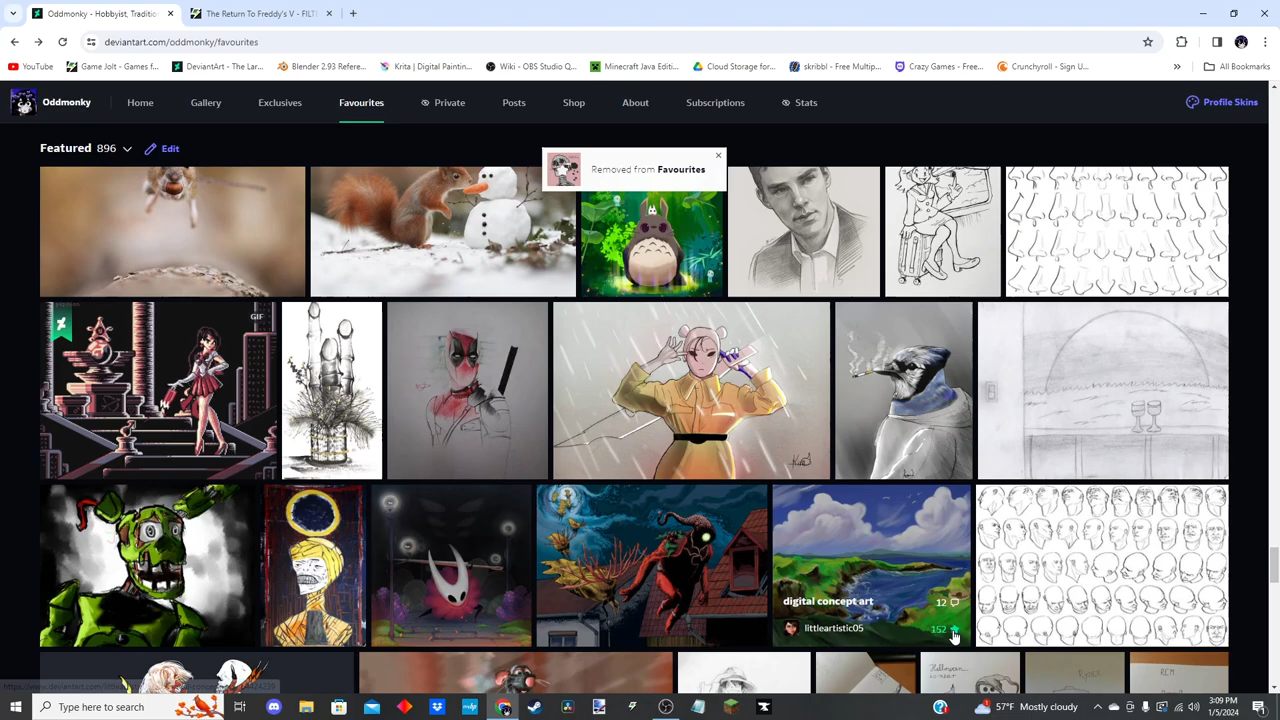 Oddmonky - Hobbyist, Traditio
The Return To Freddy's V - FILT
deviantart.com/oddmonky/favourites
YouTube
Game Jolt - Games f...
DeviantArt - The Lar...
Blender 2.93 Refere...
Krita | Digital Paintin...
Wiki - OBS Studio Q...
Minecraft Java Editi...
Cloud Storage for...
skribbl - Free Multip...
Crazy Games - Free...
Crunchyroll - Sign U...
»
All Bookmarks
Oddmonky
Home
Gallery
Exclusives
Favourites
Private
Posts
Shop
About
Subscriptions
Stats
Profile Skins
Featured 896
Edit
Removed from Favourites
GIF
digital concept art
12
littleartistic05
152
REM
Type here to search
57°F Mostly cloudy
3:09 PM
1/5/2024